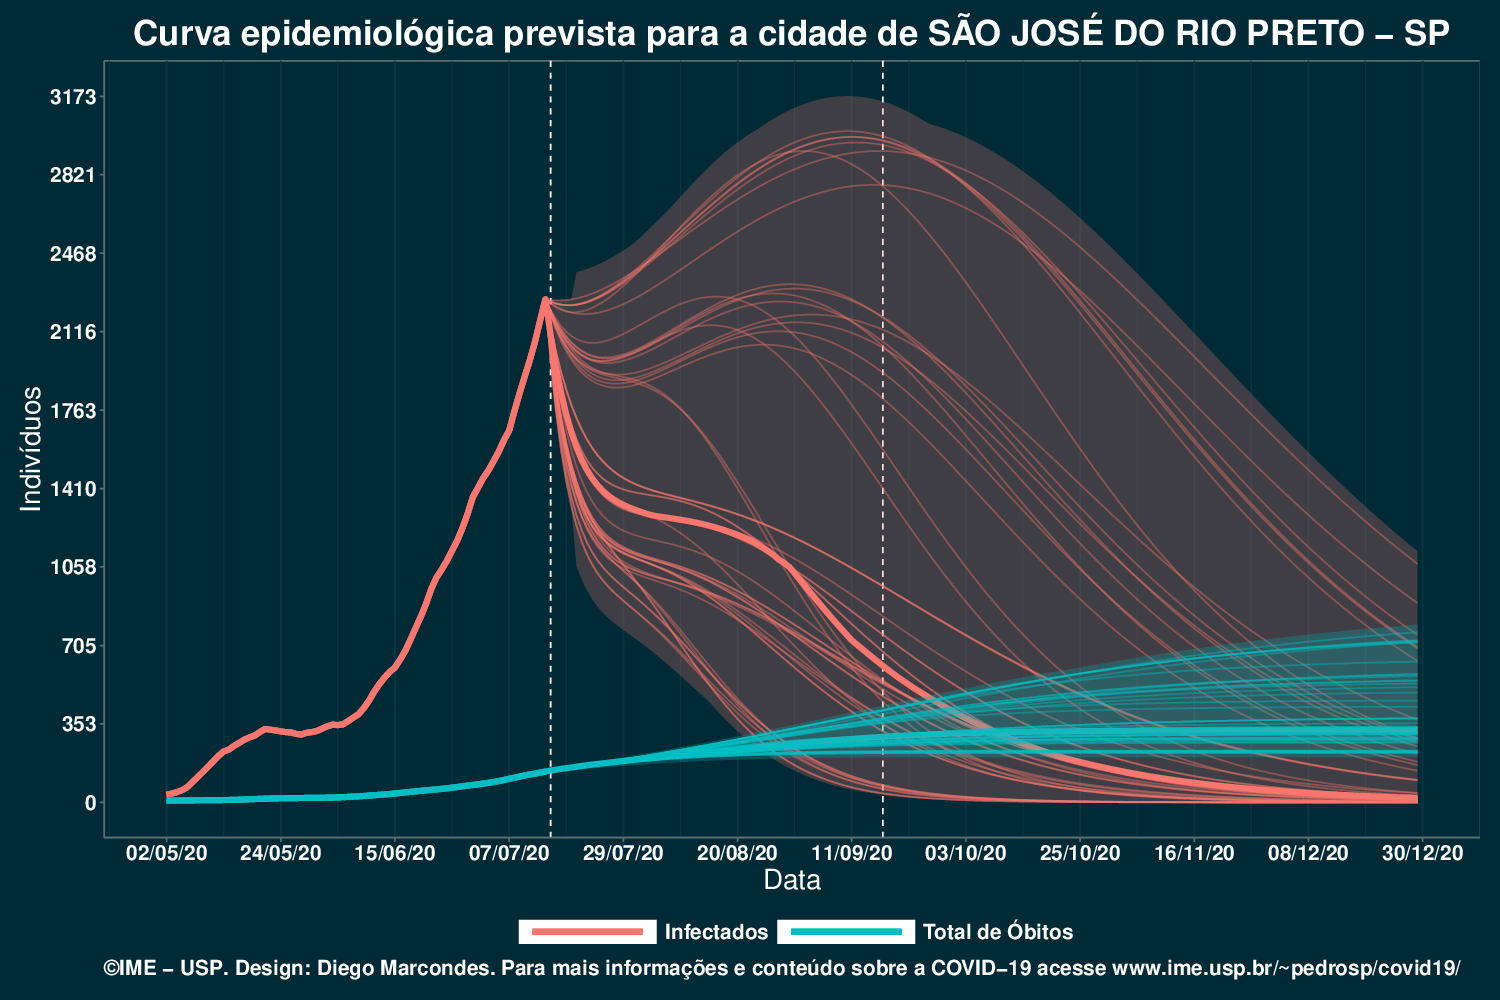 Curva epidemiológica prevista para a cidade de SÃO JOSÉ DO RIO PRETO – SP
Indivíduos
3173
2821
2468
2116
1763
1410
1058
705
353
0
02/05/20 24/05/20 15/06/20 07/07/20 29/07/20 20/08/20 11/09/20 03/10/20 25/10/20 16/11/20 08/12/20 30/12/20
Data
Infectados Total de Óbitos
©IME – USP. Design: Diego Marcondes. Para mais informações e conteúdo sobre a COVID–19 acesse www.ime.usp.br/~pedrosp/covid19/